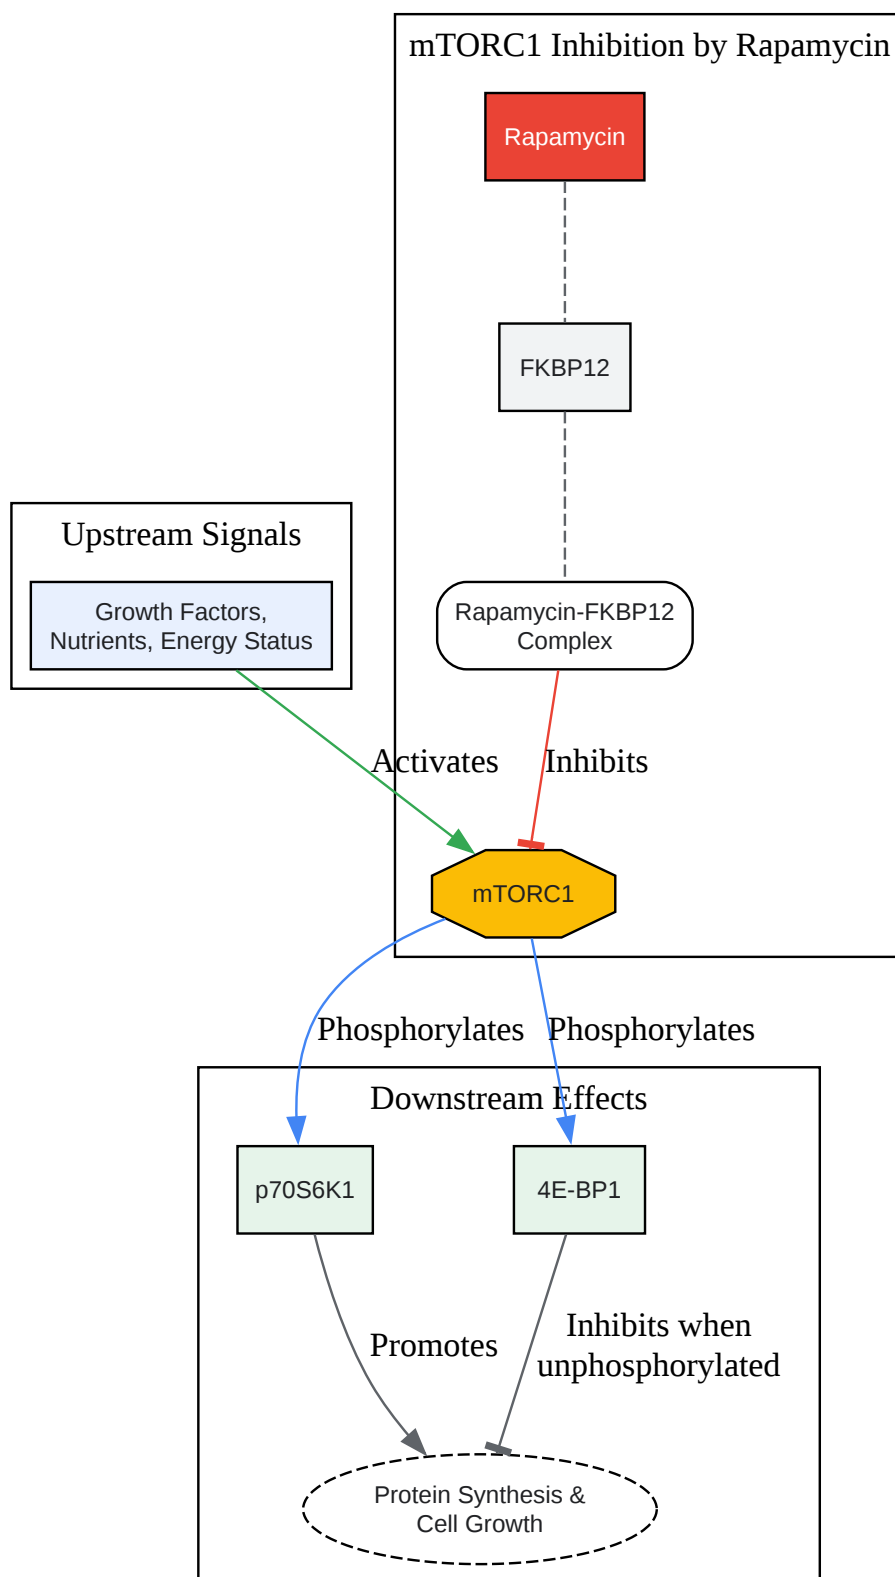 mTORC1 Inhibition by Rapamycin
Rapamycin
FKBP12
Upstream Signals
Growth Factors,
Nutrients, Energy Status
Rapamycin-FKBP12
Complex
Activates
Inhibits
mTORC1
Phosphorylates
Phosphorylates
Downstream Effects
p70S6K1
4E-BP1
Promotes
Inhibits when
unphosphorylated
Protein Synthesis &
Cell Growth